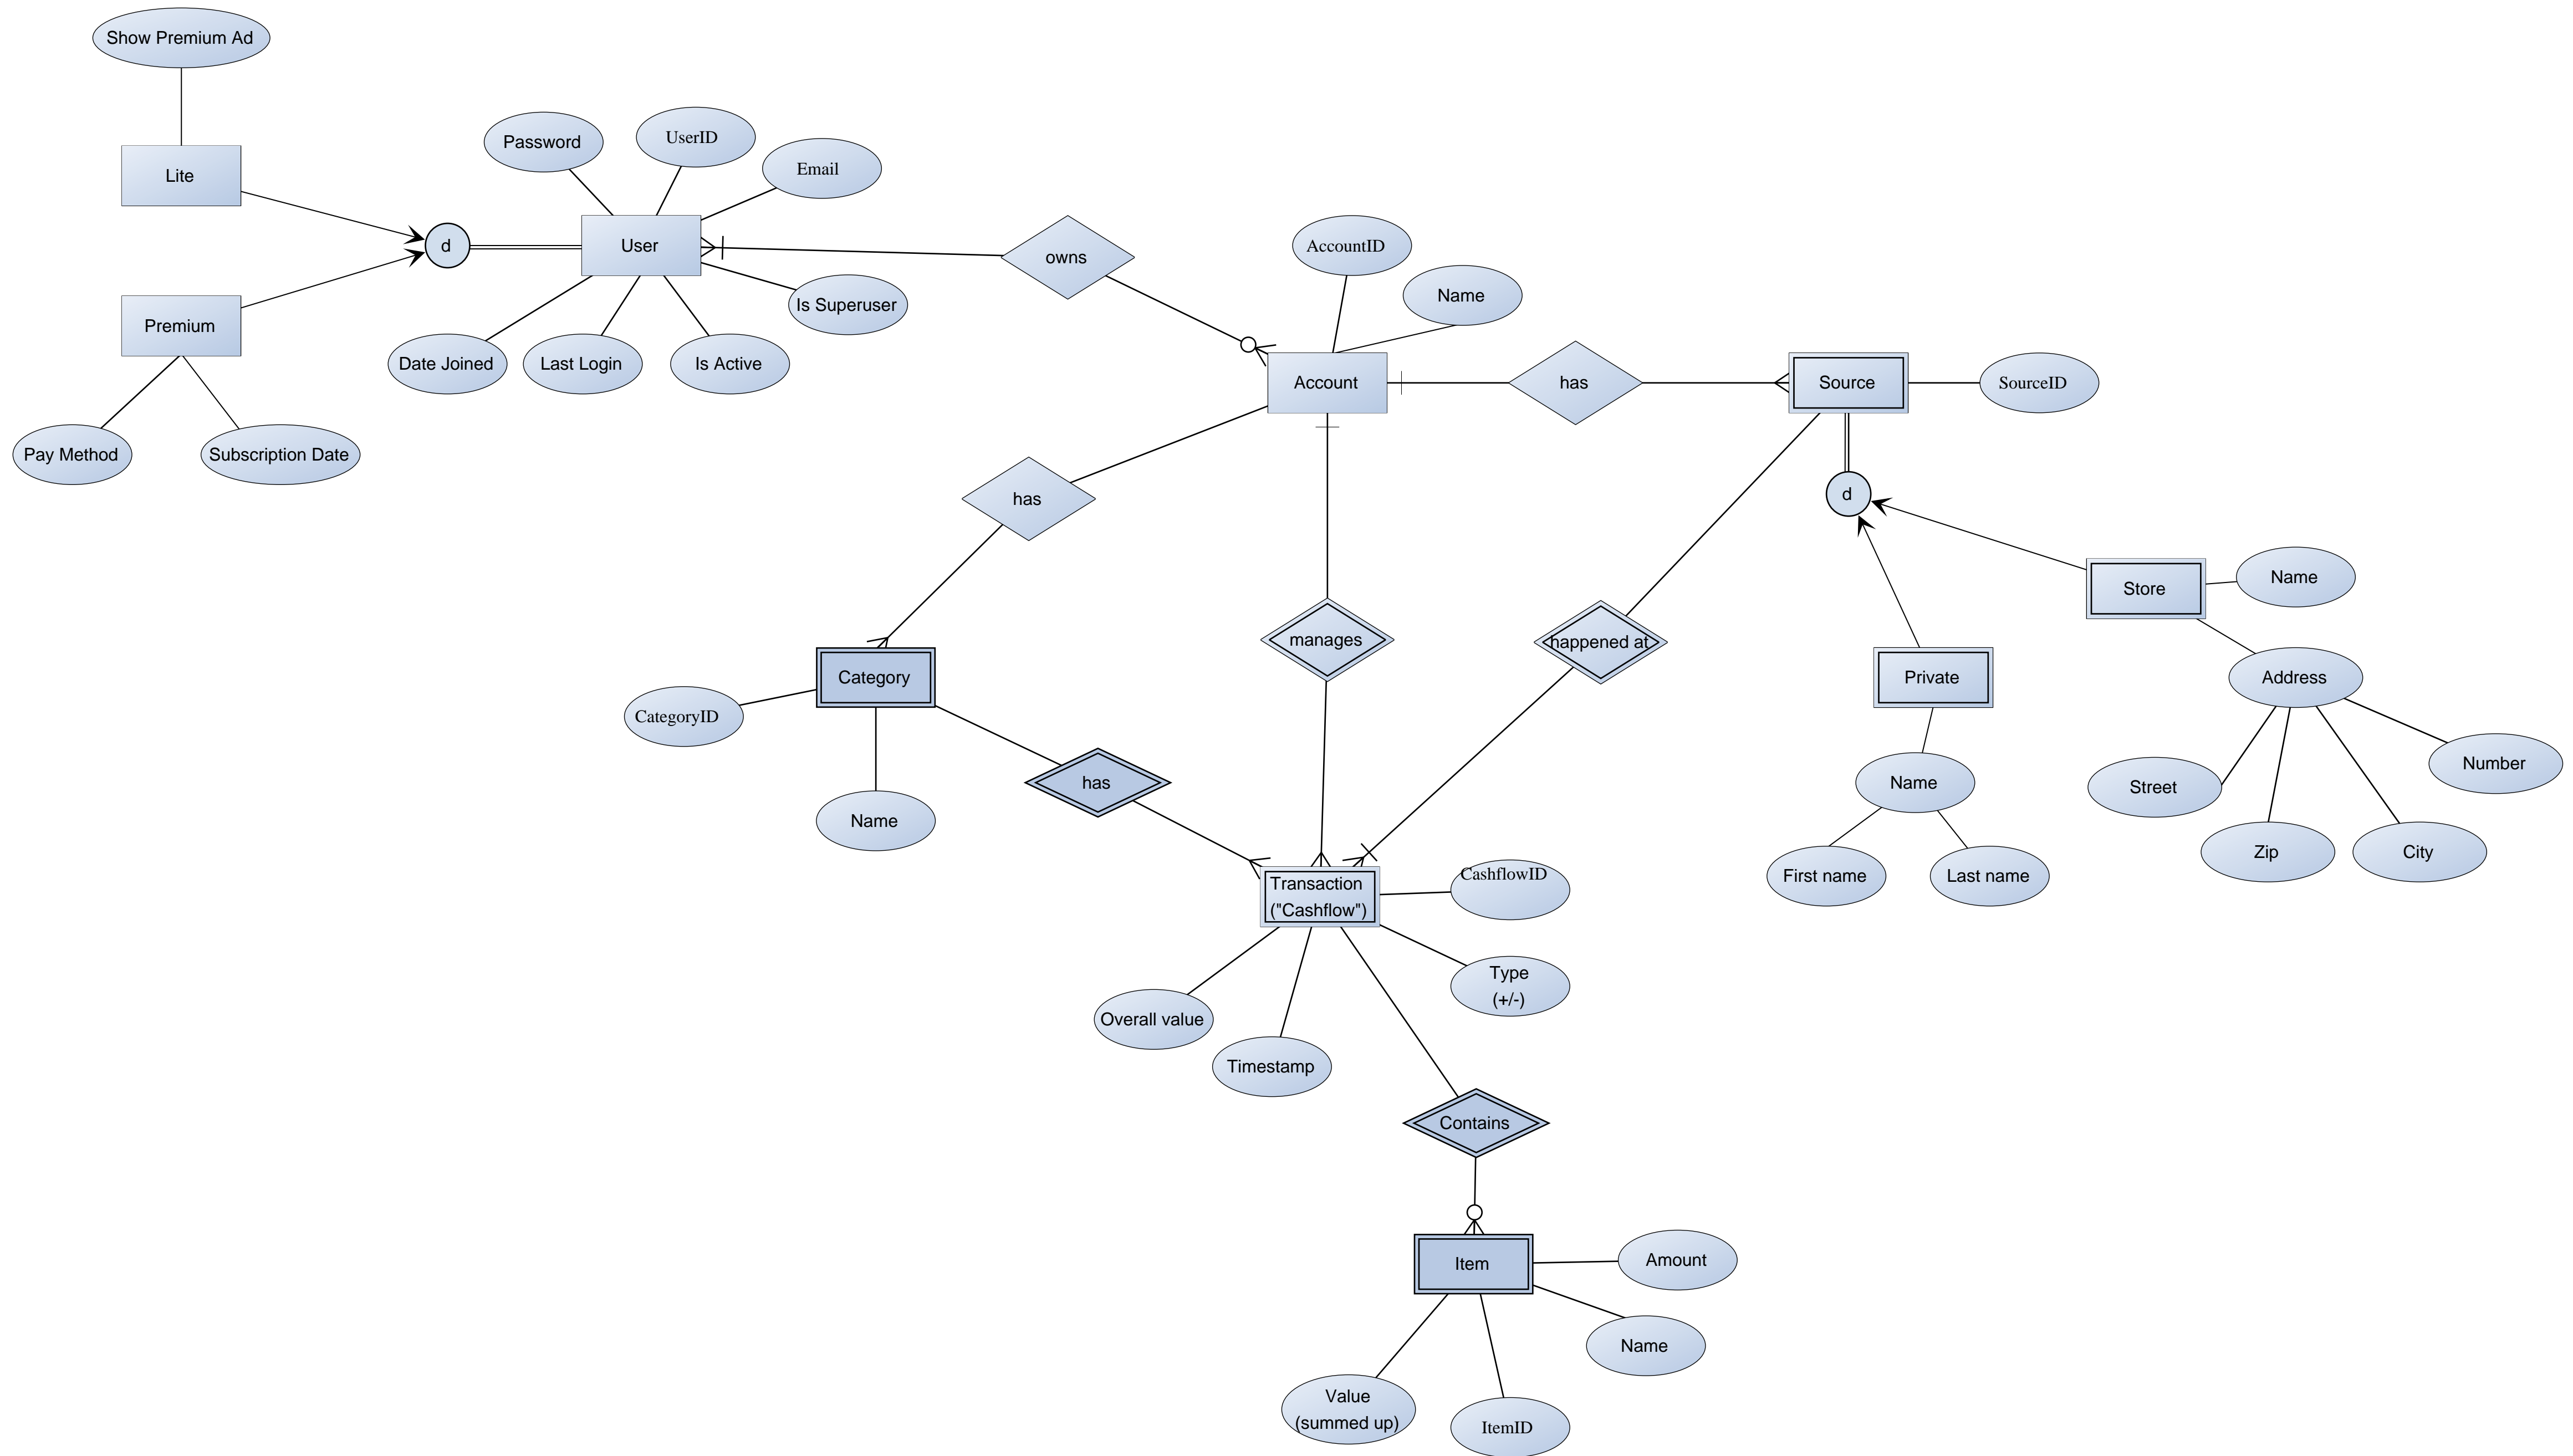 Show Premium Ad
Lite
Premium
Pay Method
Subscription Date
d
Password
UserID
Email
User
Is Superuser
Date Joined
Last Login
Is Active
owns
AccountID
Name
Account
has
Source
SourceID
d
has
manages
happened at
Store
Name
Private
Address
Name
First name
Last name
Street
Zip
City
Number
Category
CategoryID
Name
has
Transaction
("Cashflow")
CashflowID
Type
(+/-)
Overall value
Timestamp
Contains
Item
Amount
Name
Value
(summed up)
ItemID